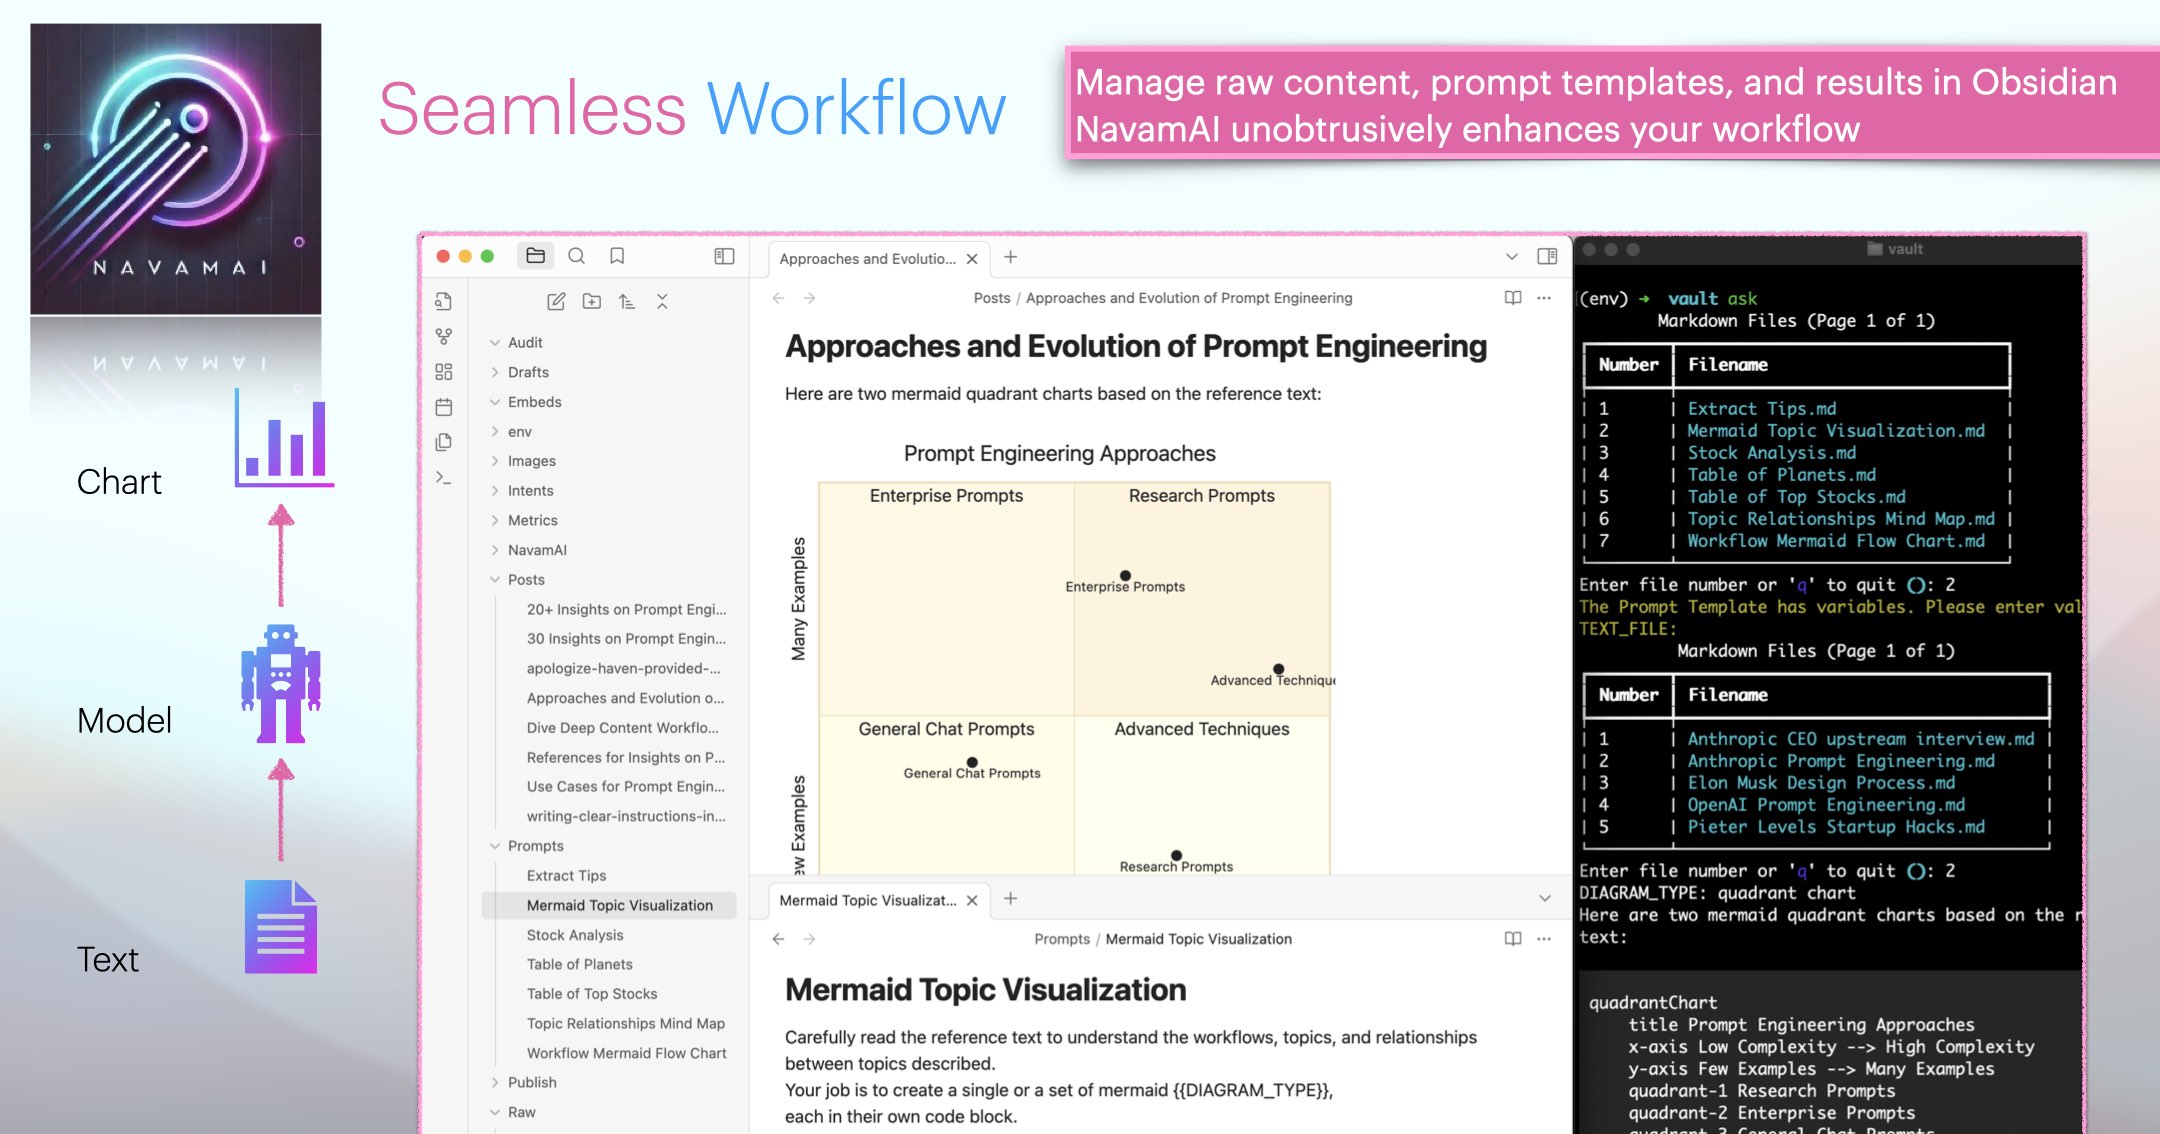 NAVAMAI
Seamless Workflow
Manage raw content, prompt templates, and results in Obsidian
NavamAI unobtrusively enhances your workflow
Chart
Model
Text
Audit
Drafts
Embeds
env
Images
Intents
Metrics
NavamAI
Posts
20+ Insights on Prompt Engi...
30 Insights on Prompt Engin...
apologize-haven-provided-...
Approaches and Evolution o...
Dive Deep Content Workflo...
References for Insights on P...
Use Cases for Prompt Engin...
writing-clear-instructions-in...
Prompts
Extract Tips
Mermaid Topic Visualization
Stock Analysis
Table of Planets
Table of Top Stocks
Topic Relationships Mind Map
Workflow Mermaid Flow Chart
Publish
Raw
Approaches and Evolutio...
Posts / Approaches and Evolution of Prompt Engineering
Approaches and Evolution of Prompt Engineering
Here are two mermaid quadrant charts based on the reference text:
Prompt Engineering Approaches
Enterprise Prompts
Research Prompts
Many Examples
Enterprise Prompts
Advanced Technique
General Chat Prompts
Advanced Techniques
General Chat Prompts
ew Examples
Research Prompts
Mermaid Topic Visualizat...
Prompts / Mermaid Topic Visualization
Mermaid Topic Visualization
Carefully read the reference text to understand the workflows, topics, and relationships
between topics described.
Your job is to create a single or a set of mermaid {{DIAGRAM_TYPE}},
each in their own code block.
vault
(env) → vault ask
Markdown Files (Page 1 of 1)
Number Filename
1 Extract Tips.md
2 Mermaid Topic Visualization.md
3 Stock Analysis.md
4 Table of Planets.md
5 Table of Top Stocks.md
6 Topic Relationships Mind Map.md
7 Workflow Mermaid Flow Chart.md
Enter file number or 'q' to quit (): 2
The Prompt Template has variables. Please enter val
TEXT_FILE:
Markdown Files (Page 1 of 1)
Number Filename
1 Anthropic CEO upstream interview.md
2 Anthropic Prompt Engineering.md
3 Elon Musk Design Process.md
4 OpenAI Prompt Engineering.md
5 Pieter Levels Startup Hacks.md
Enter file number or 'q' to quit (): 2
DIAGRAM_TYPE: quadrant chart
Here are two mermaid quadrant charts based on the r
text:
quadrantChart
title Prompt Engineering Approaches
x-axis Low Complexity --> High Complexity
y-axis Few Examples --> Many Examples
quadrant-1 Research Prompts
quadrant-2 Enterprise Prompts
quadrant-3 General Chat Prompts